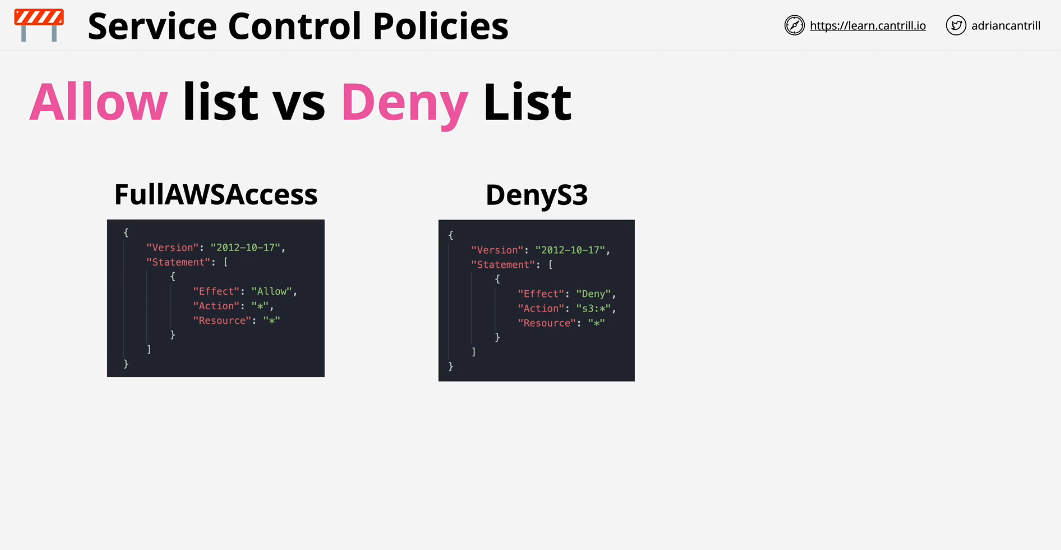 Service Control Policies
https://learn.cantrill.io
adriancantrill
Allow list vs Deny List
FullAWSAccess
{
"Version": "2012-10-17",
"Statement": [
{
"Effect": "Allow",
"Action": "*",
"Resource": "*"
}
]
}
DenyS3
{
"Version": "2012-10-17",
"Statement": [
{
"Effect": "Deny",
"Action": "s3:*",
"Resource": "*"
}
]
}